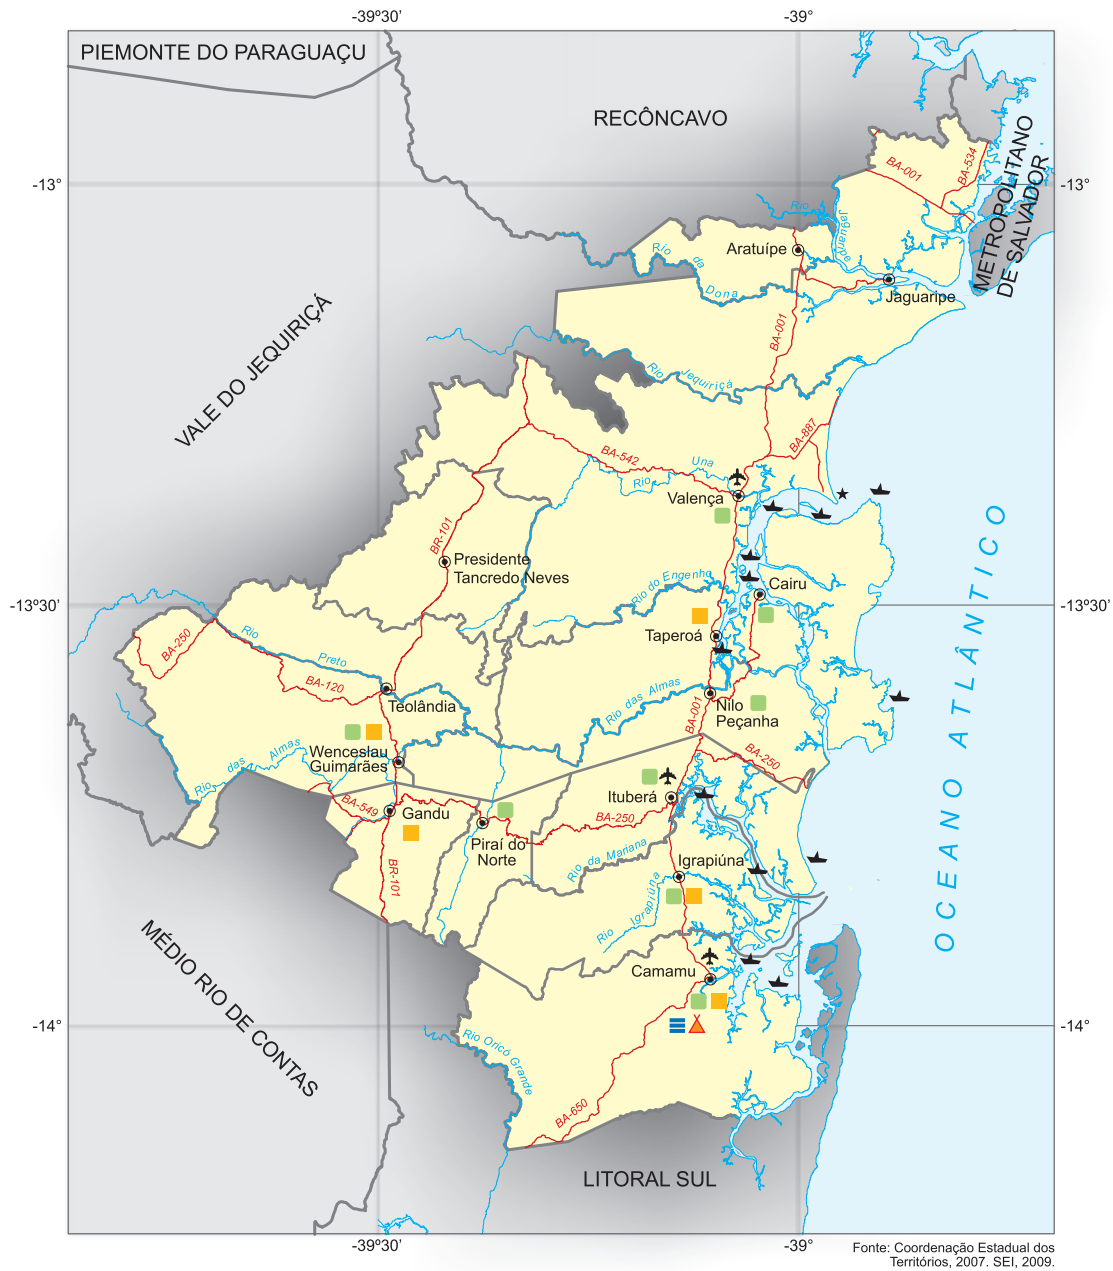 -39º30'
-39°
PIEMONTE DO PARAGUAÇU
RECÔNCAVO
METROPOLITANO
DE SALVADOR
BA-001
BA-534
-13°
-13°
Rio
Jaguaripe
Aratuípe
Rio da
Dona
Jaguaripe
BA-001
VALE DO JEQUIRIÇÁ
Rio Jequiriçá
BA-887
BA-542
Rio Una
Valença
BR-101
Presidente
Tancredo Neves
Rio do Engenho
Cairu
-13°30'
-13º30'
Taperoá
BA-250
Rio Preto
BA-120
Teolândia
Rio das Almas
Nilo
Peçanha
BA-001
BA-250
Wenceslau
Guimarães
Rio das Almas
Ituberá
BA-549
Gandu
BA-250
Piraí do
Norte
Rio da Mariana
Igrapiúna
BR-101
Rio Igrapiúna
OCEANO ATLÂNTICO
Camamu
MÉDIO RIO DE CONTAS
-14°
-14°
Rio Oricó Grande
BA-650
LITORAL SUL
-39°30'
-39°
Fonte: Coordenação Estadual dos
Territórios, 2007. SEI, 2009.